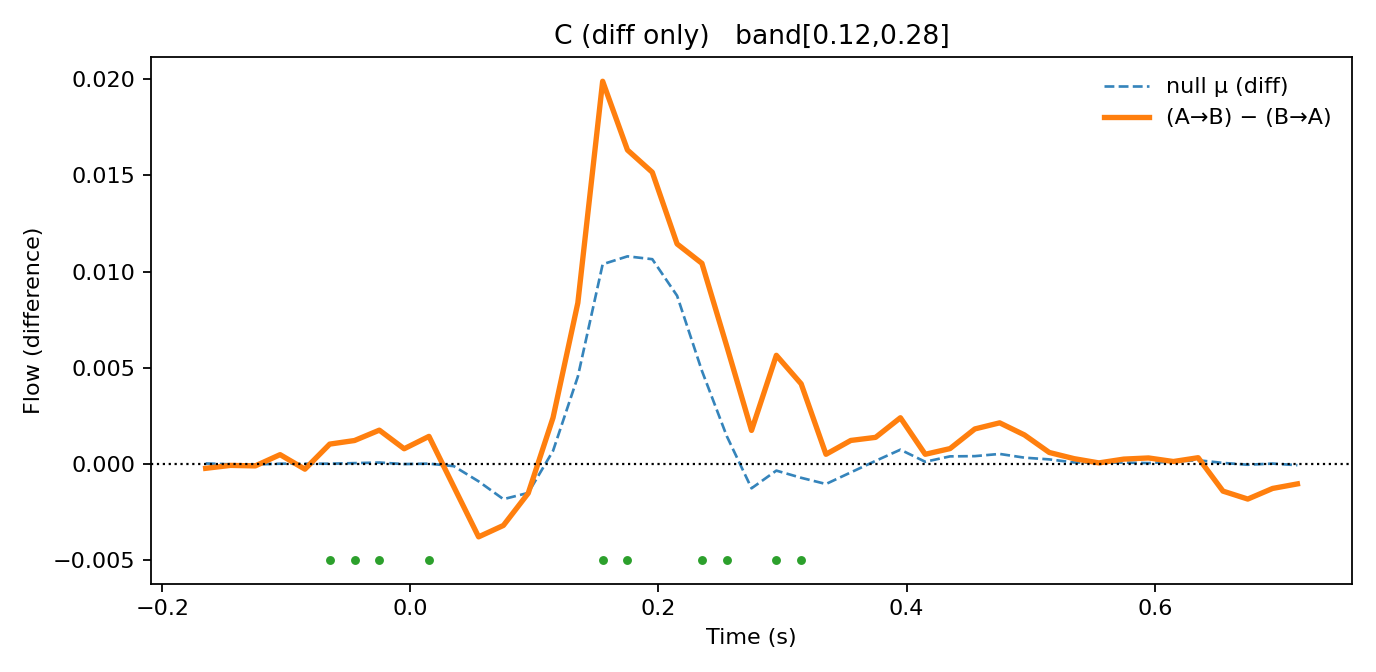 C (diff only)   band[0.12,0.28]
null μ (diff)
(A→B) − (B→A)
0.020
0.015
0.010
0.005
0.000
−0.005
Flow (difference)
−0.2
0.0
0.2
0.4
0.6
Time (s)